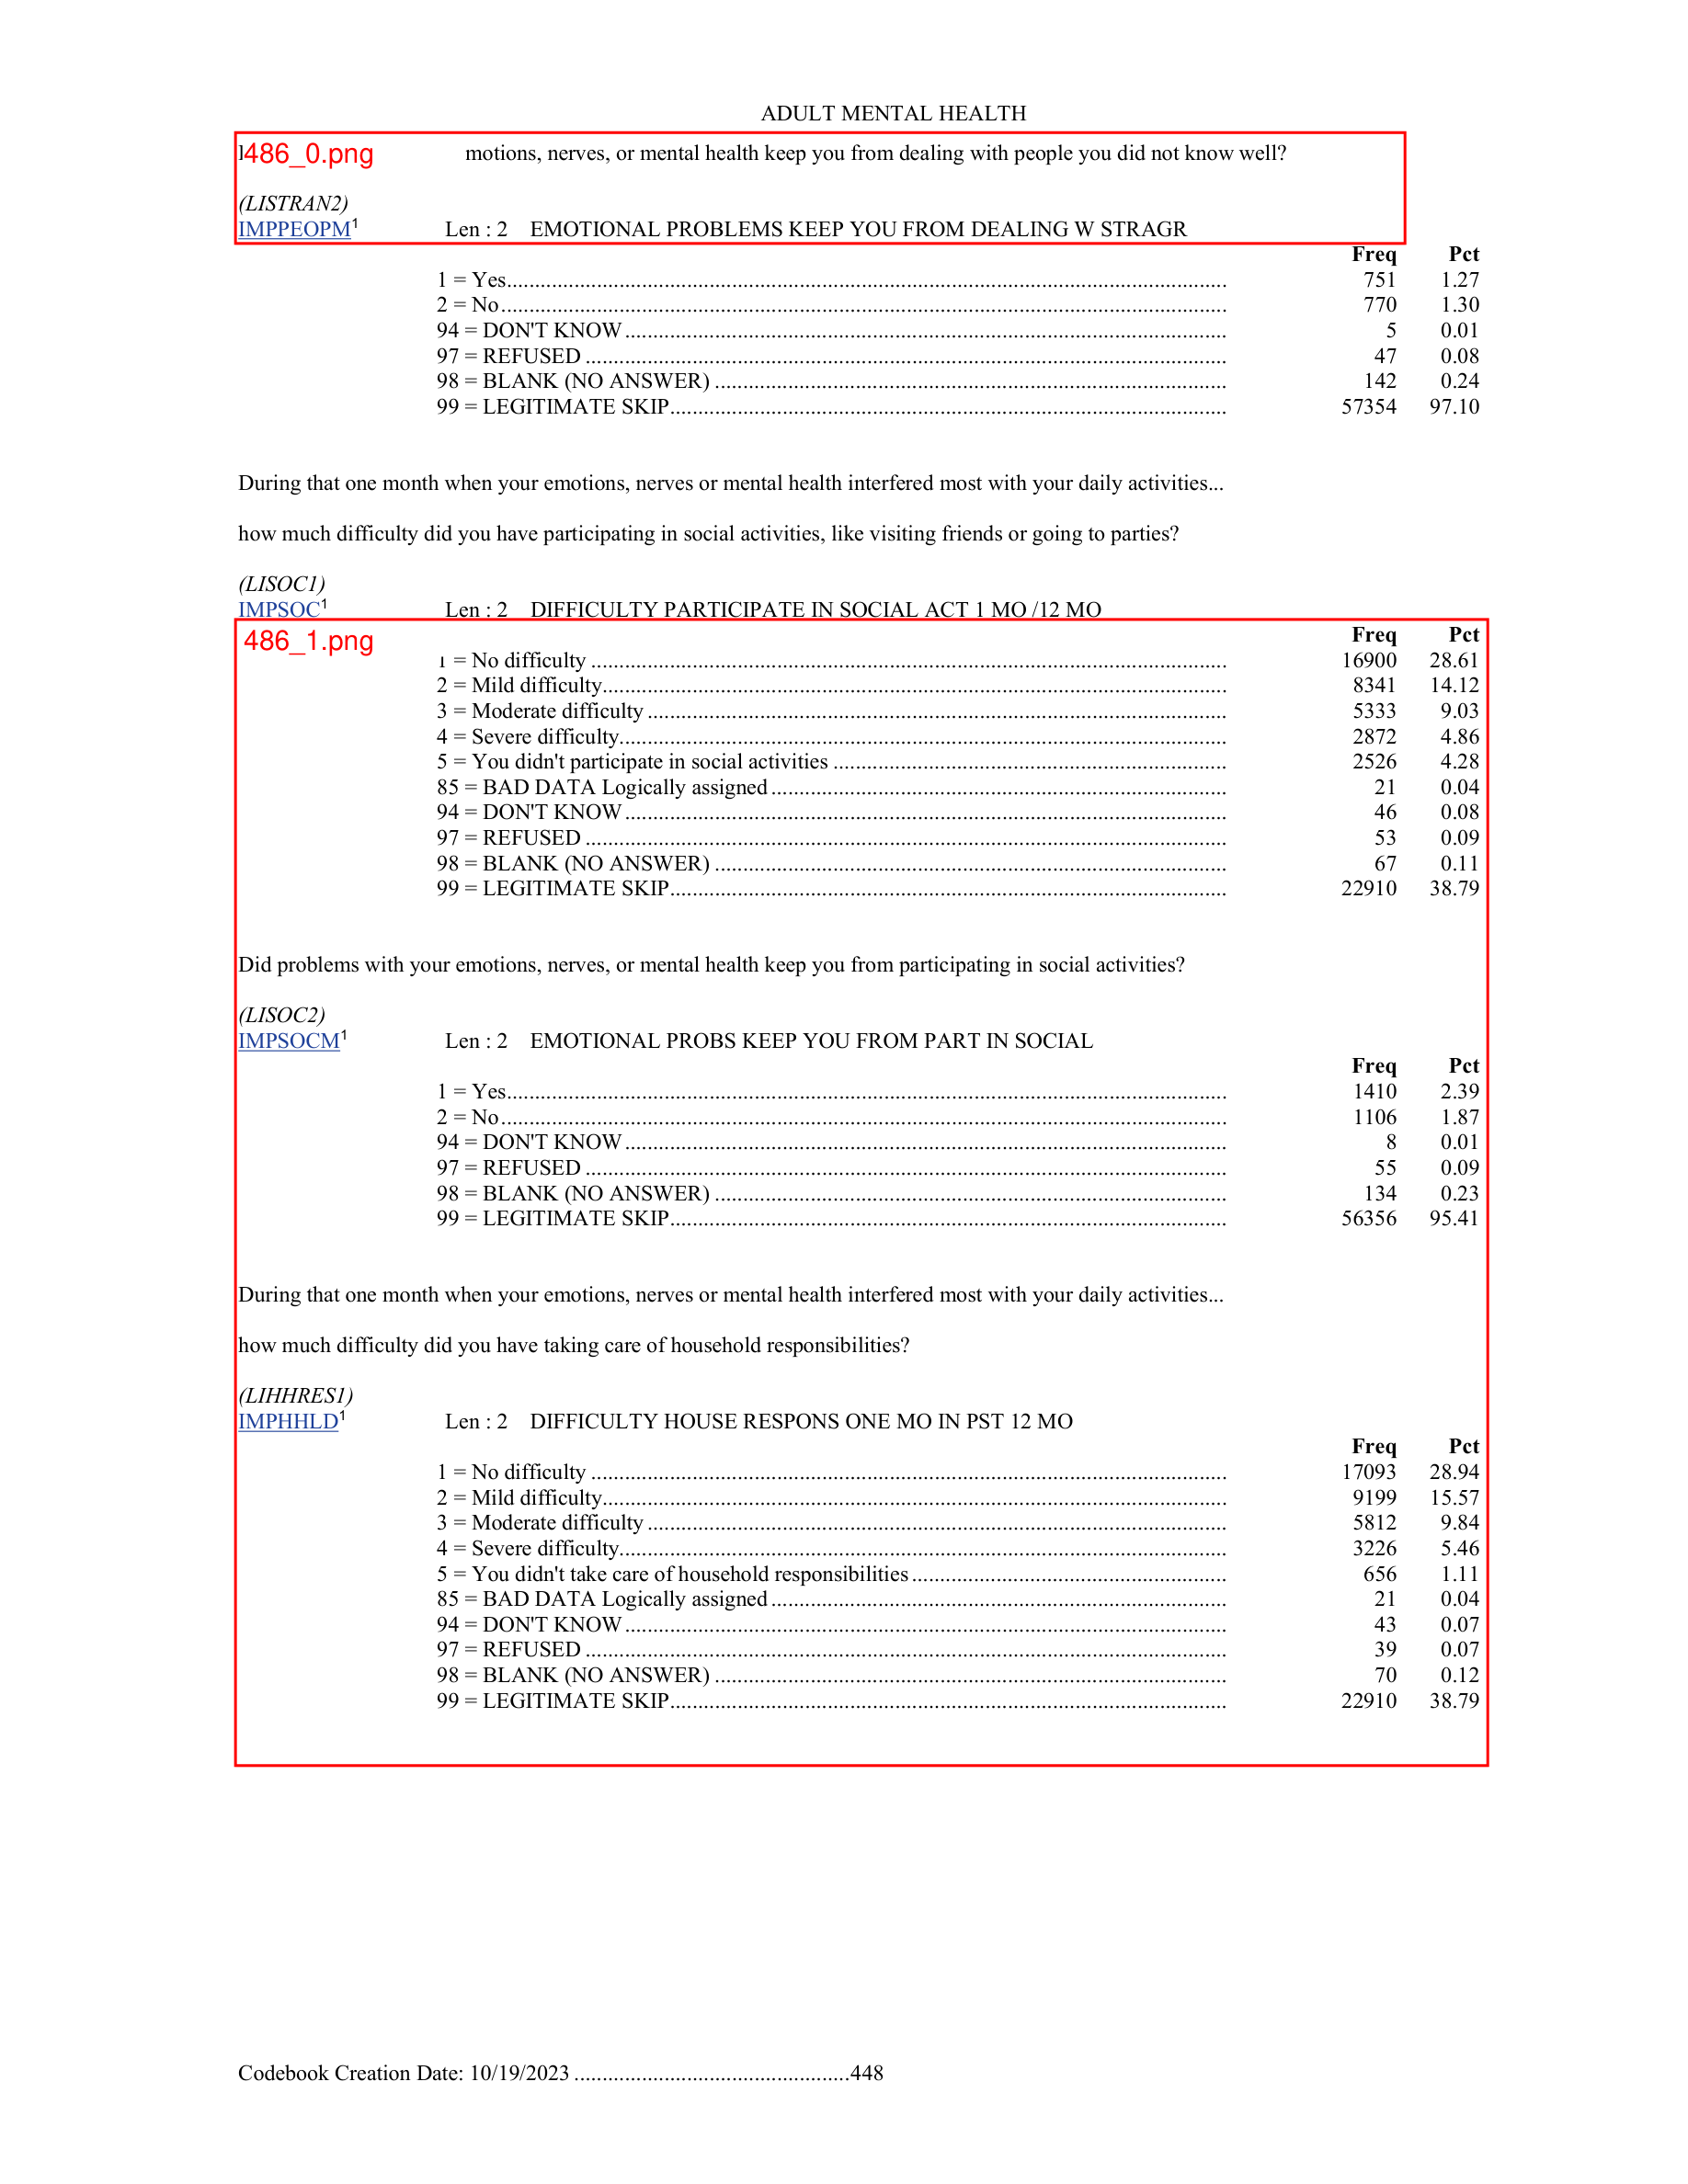 ADULT MENTAL HEALTH
486_0.png motions, nerves, or mental health keep you from dealing with people you did not know well?
(LISTRAN2)
IMPPEOPM1 Len : 2 EMOTIONAL PROBLEMS KEEP YOU FROM DEALING W STRAGR
Freq Pct
1 = Yes 751 1.27
2 = No 770 1.30
94 = DON'T KNOW 5 0.01
97 = REFUSED 47 0.08
98 = BLANK (NO ANSWER) 142 0.24
99 = LEGITIMATE SKIP 57354 97.10
During that one month when your emotions, nerves or mental health interfered most with your daily activities...
how much difficulty did you have participating in social activities, like visiting friends or going to parties?
(LISOC1)
IMPSOC1 Len : 2 DIFFICULTY PARTICIPATE IN SOCIAL ACT 1 MO /12 MO
486_1.png Freq Pct
1 = No difficulty 16900 28.61
2 = Mild difficulty 8341 14.12
3 = Moderate difficulty 5333 9.03
4 = Severe difficulty 2872 4.86
5 = You didn't participate in social activities 2526 4.28
85 = BAD DATA Logically assigned 21 0.04
94 = DON'T KNOW 46 0.08
97 = REFUSED 53 0.09
98 = BLANK (NO ANSWER) 67 0.11
99 = LEGITIMATE SKIP 22910 38.79
Did problems with your emotions, nerves, or mental health keep you from participating in social activities?
(LISOC2)
IMPSOCM1 Len : 2 EMOTIONAL PROBS KEEP YOU FROM PART IN SOCIAL
Freq Pct
1 = Yes 1410 2.39
2 = No 1106 1.87
94 = DON'T KNOW 8 0.01
97 = REFUSED 55 0.09
98 = BLANK (NO ANSWER) 134 0.23
99 = LEGITIMATE SKIP 56356 95.41
During that one month when your emotions, nerves or mental health interfered most with your daily activities...
how much difficulty did you have taking care of household responsibilities?
(LIHHRES1)
IMPHHLD1 Len : 2 DIFFICULTY HOUSE RESPONS ONE MO IN PST 12 MO
Freq Pct
1 = No difficulty 17093 28.94
2 = Mild difficulty 9199 15.57
3 = Moderate difficulty 5812 9.84
4 = Severe difficulty 3226 5.46
5 = You didn't take care of household responsibilities 656 1.11
85 = BAD DATA Logically assigned 21 0.04
94 = DON'T KNOW 43 0.07
97 = REFUSED 39 0.07
98 = BLANK (NO ANSWER) 70 0.12
99 = LEGITIMATE SKIP 22910 38.79
Codebook Creation Date: 10/19/2023 ................................................448